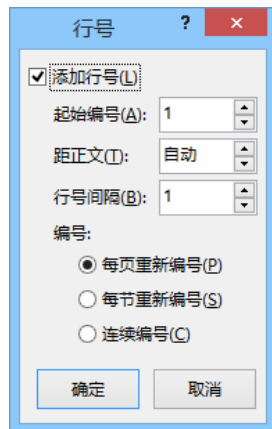 行号 ? ×
添加行号(L)
起始编号(A): 1
距正文(T): 自动
行号间隔(B): 1
编号:
每页重新编号(P)
每节重新编号(S)
连续编号(C)
确定 取消